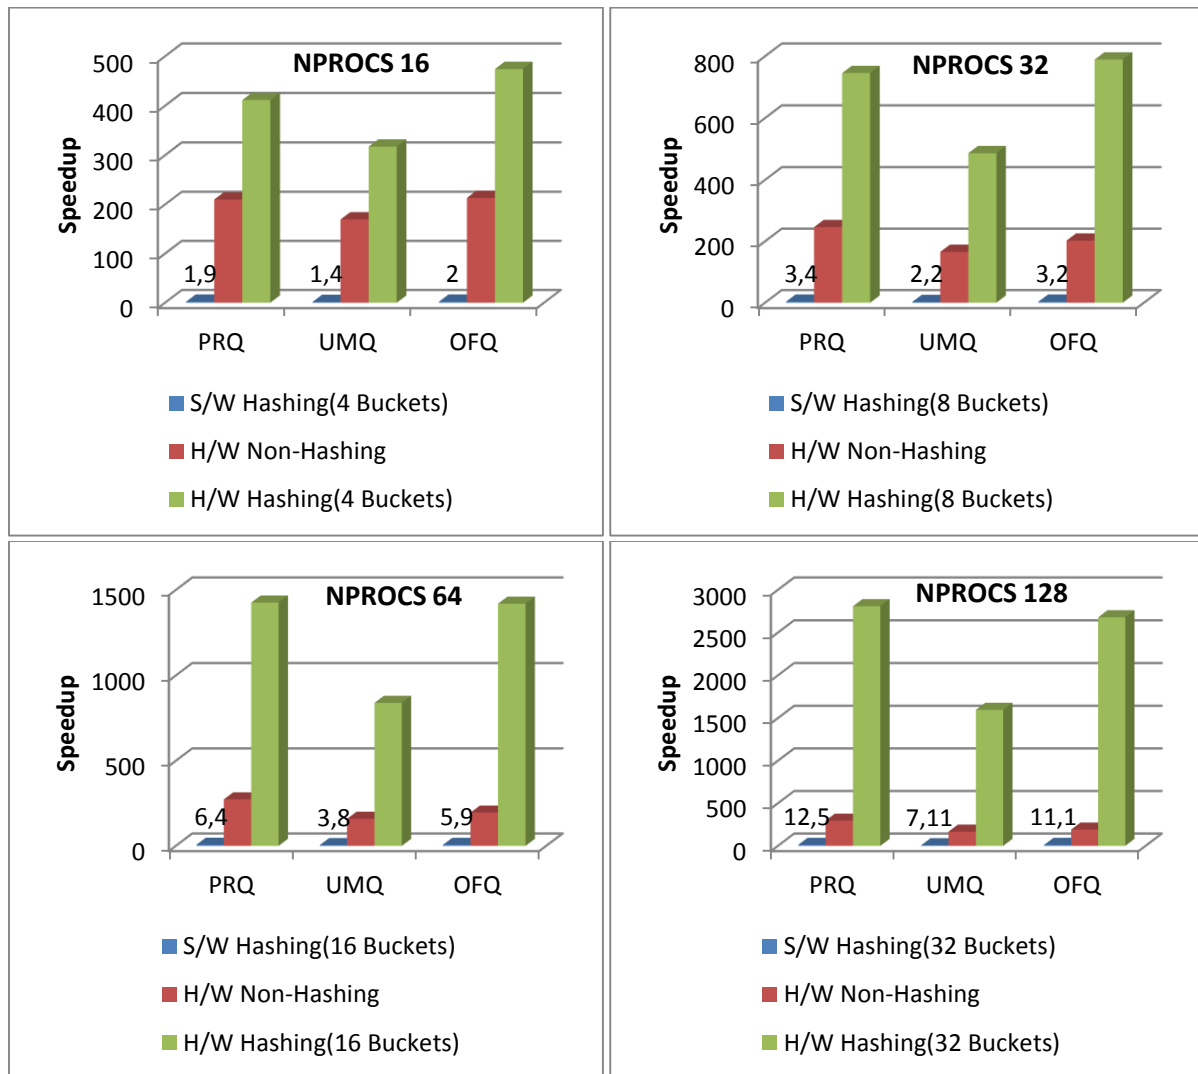 NPROCS 16
Speedup
500
400
300
200
100
0
1,9
1,4
2
PRQ UMQ OFQ
S/W Hashing(4 Buckets)
H/W Non-Hashing
H/W Hashing(4 Buckets)
NPROCS 32
Speedup
800
600
400
200
0
3,4
2,2
3,2
PRQ UMQ OFQ
S/W Hashing(8 Buckets)
H/W Non-Hashing
H/W Hashing(8 Buckets)
NPROCS 64
Speedup
1500
1000
500
0
6,4
3,8
5,9
PRQ UMQ OFQ
S/W Hashing(16 Buckets)
H/W Non-Hashing
H/W Hashing(16 Buckets)
NPROCS 128
Speedup
3000
2500
2000
1500
1000
500
0
12,5
7,11
11,1
PRQ UMQ OFQ
S/W Hashing(32 Buckets)
H/W Non-Hashing
H/W Hashing(32 Buckets)